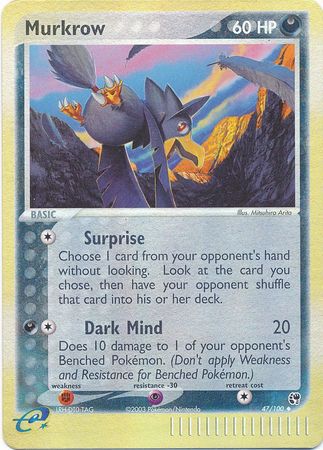 Murkrow
60 HP
BASIC
Illus. Mitsuhiro Arita
Surprise
Choose 1 card from your opponent's hand
without looking. Look at the card you
chose, then have your opponent shuffle
that card into his or her deck.
Dark Mind 20
Does 10 damage to 1 of your opponent's
Benched Pokémon. (Don't apply Weakness
and Resistance for Benched Pokémon.)
weakness resistance -30 retreat cost
LRH-D10-TAG ©2003 Pokémon/Nintendo 47/100
e